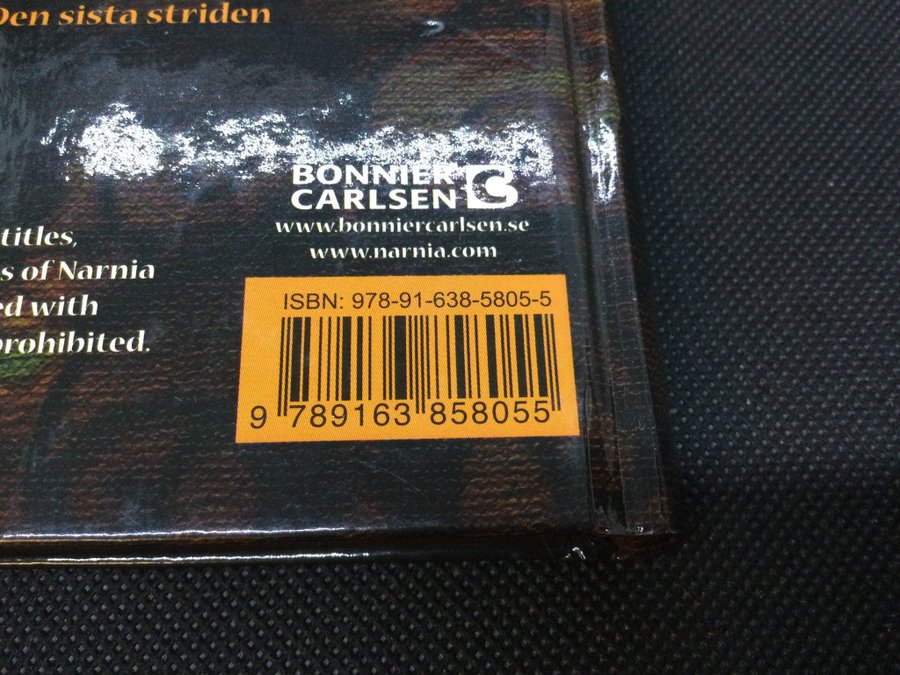 Den sista striden
BONNIER
CARLSEN
www.bonniercarlsen.se
www.narnia.com
titles,
s of Narnia
ed with
prohibited.
ISBN: 978-91-638-5805-5
9 789163 858055